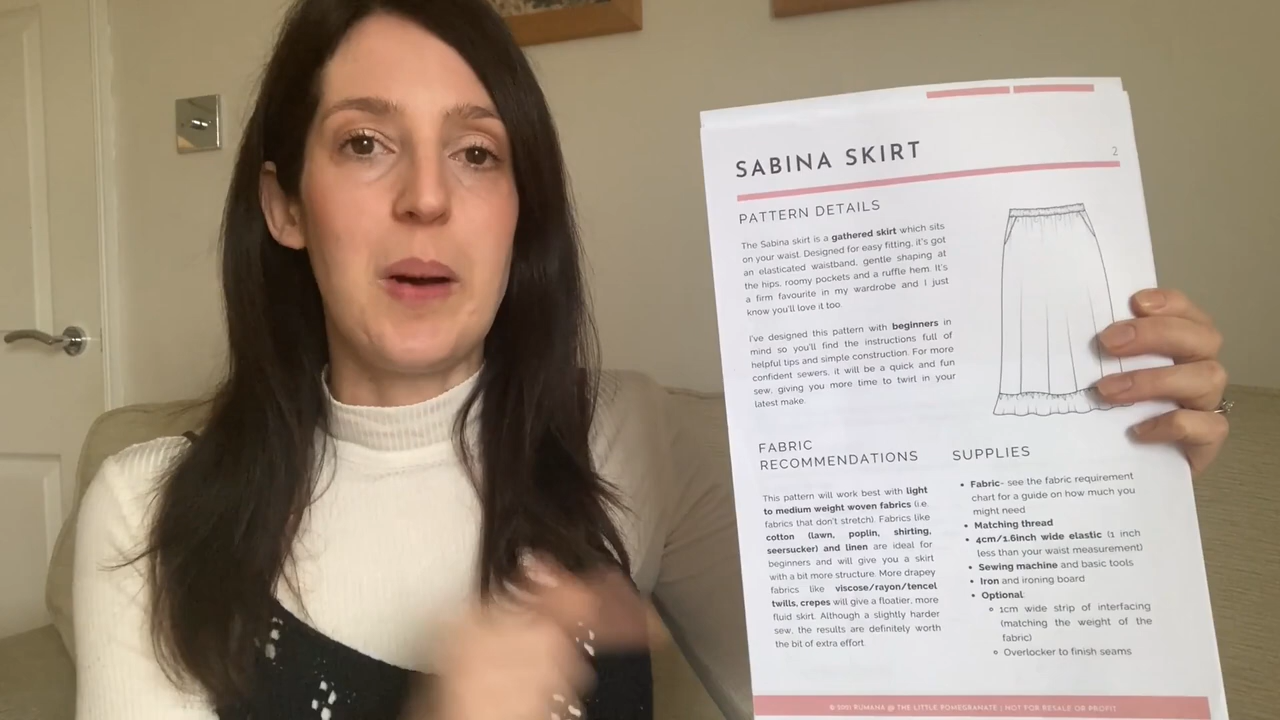 SABINA SKIRT
2
PATTERN DETAILS
The Sabina skirt is a gathered skirt which sits
on your waist. Designed for easy fitting, it's got
an elasticated waistband, gentle shaping at
the hips, roomy pockets and a ruffle hem. It's
a firm favourite in my wardrobe and I just
know you'll love it too.
I've designed this pattern with beginners in
mind so you'll find the instructions full of
helpful tips and simple construction. For more
confident sewers, it will be a quick and fun
sew, giving you more time to twirl in your
latest make.
FABRIC
RECOMMENDATIONS
This pattern will work best with light
to medium weight woven fabrics (i.e.
fabrics that don't stretch). Fabrics like
cotton (lawn, poplin, shirting,
seersucker) and linen are ideal for
beginners and will give you a skirt
with a bit more structure. More drapey
fabrics like viscose/rayon/tencel
twills, crepes will give a floatier, more
fluid skirt. Although a slightly harder
sew, the results are definitely worth
the bit of extra effort
SUPPLIES
• Fabric- see the fabric requirement
chart for a guide on how much you
might need
• Matching thread
• 4cm/1.6inch wide elastic (1 inch
less than your waist measurement)
• Sewing machine and basic tools
• Iron and ironing board
• Optional
○ 1cm wide strip of interfacing
(matching the weight of the
fabric)
○ Overlocker to finish seams
© 2021 RUMANA @ THE LITTLE POMEGRANATE | NOT FOR RESALE OR PROFIT